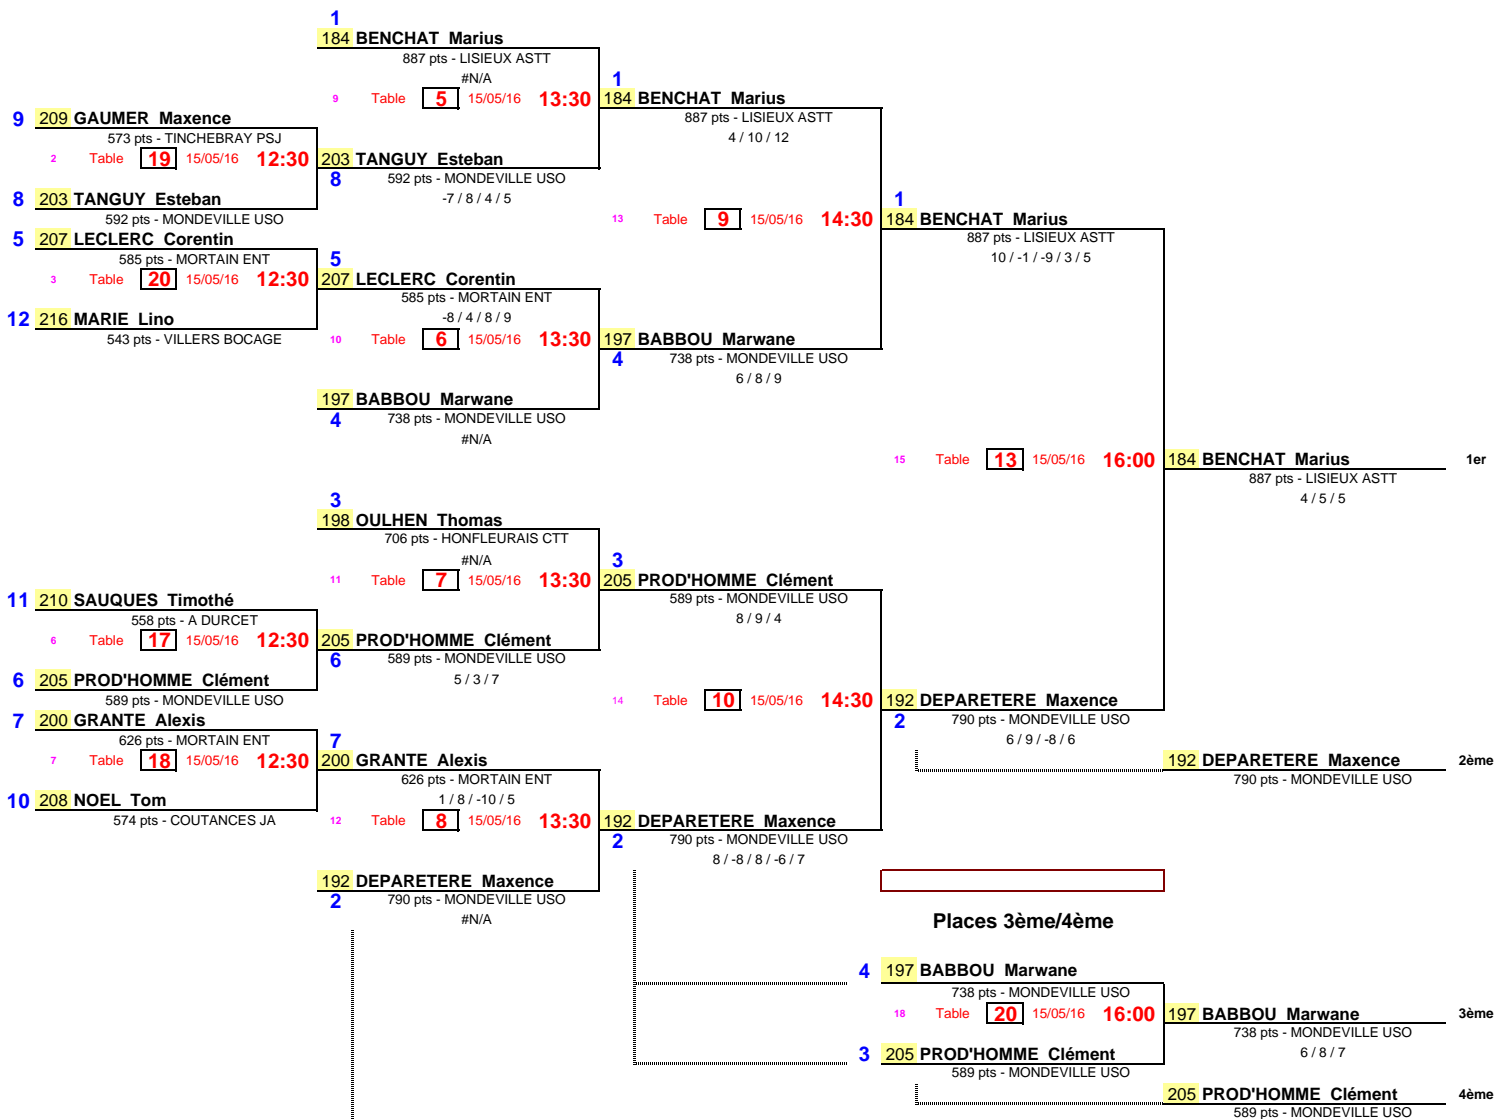 1
184 BENCHAT Marius
887 pts - LISIEUX ASTT
#N/A
9 Table 5 15/05/16 13:30
1
184 BENCHAT Marius
887 pts - LISIEUX ASTT
4 / 10 / 12
9 209 GAUMER Maxence
573 pts - TINCHEBRAY PSJ
2 Table 19 15/05/16 12:30
203 TANGUY Esteban
8 592 pts - MONDEVILLE USO
-7 / 8 / 4 / 5
8 203 TANGUY Esteban
592 pts - MONDEVILLE USO
13 Table 9 15/05/16 14:30
1
184 BENCHAT Marius
887 pts - LISIEUX ASTT
10 / -1 / -9 / 3 / 5
5 207 LECLERC Corentin
585 pts - MORTAIN ENT
3 Table 20 15/05/16 12:30
5
207 LECLERC Corentin
585 pts - MORTAIN ENT
-8 / 4 / 8 / 9
12 216 MARIE Lino
543 pts - VILLERS BOCAGE
10 Table 6 15/05/16 13:30
197 BABBOU Marwane
4 738 pts - MONDEVILLE USO
6 / 8 / 9
197 BABBOU Marwane
4 738 pts - MONDEVILLE USO
#N/A
15 Table 13 15/05/16 16:00
184 BENCHAT Marius 1er
887 pts - LISIEUX ASTT
4 / 5 / 5
3
198 OULHEN Thomas
706 pts - HONFLEURAIS CTT
#N/A
11 Table 7 15/05/16 13:30
3
205 PROD'HOMME Clément
589 pts - MONDEVILLE USO
8 / 9 / 4
11 210 SAUQUES Timothé
558 pts - A DURCET
6 Table 17 15/05/16 12:30
205 PROD'HOMME Clément
6 589 pts - MONDEVILLE USO
5 / 3 / 7
6 205 PROD'HOMME Clément
589 pts - MONDEVILLE USO
14 Table 10 15/05/16 14:30
192 DEPARETERE Maxence
2 790 pts - MONDEVILLE USO
6 / 9 / -8 / 6
7 200 GRANTE Alexis
626 pts - MORTAIN ENT
7 Table 18 15/05/16 12:30
7
200 GRANTE Alexis
626 pts - MORTAIN ENT
1 / 8 / -10 / 5
192 DEPARETERE Maxence 2ème
790 pts - MONDEVILLE USO
10 208 NOEL Tom
574 pts - COUTANCES JA
12 Table 8 15/05/16 13:30
192 DEPARETERE Maxence
2 790 pts - MONDEVILLE USO
8 / -8 / 8 / -6 / 7
192 DEPARETERE Maxence
2 790 pts - MONDEVILLE USO
#N/A
Places 3ème/4ème
4 197 BABBOU Marwane
738 pts - MONDEVILLE USO
18 Table 20 15/05/16 16:00
197 BABBOU Marwane 3ème
738 pts - MONDEVILLE USO
6 / 8 / 7
3 205 PROD'HOMME Clément
589 pts - MONDEVILLE USO
205 PROD'HOMME Clément 4ème
589 pts - MONDEVILLE USO